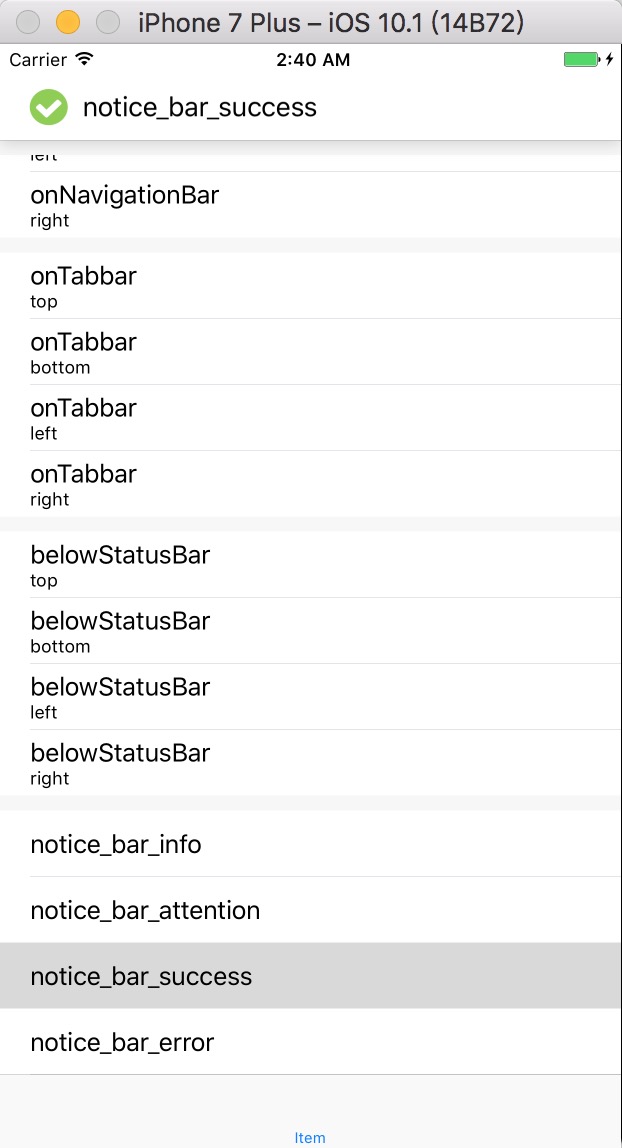 iPhone 7 Plus – iOS 10.1 (14B72)
Carrier 2:40 AM
notice_bar_success
left
onNavigationBar
right
onTabbar
top
onTabbar
bottom
onTabbar
left
onTabbar
right
belowStatusBar
top
belowStatusBar
bottom
belowStatusBar
left
belowStatusBar
right
notice_bar_info
notice_bar_attention
notice_bar_success
notice_bar_error
Item